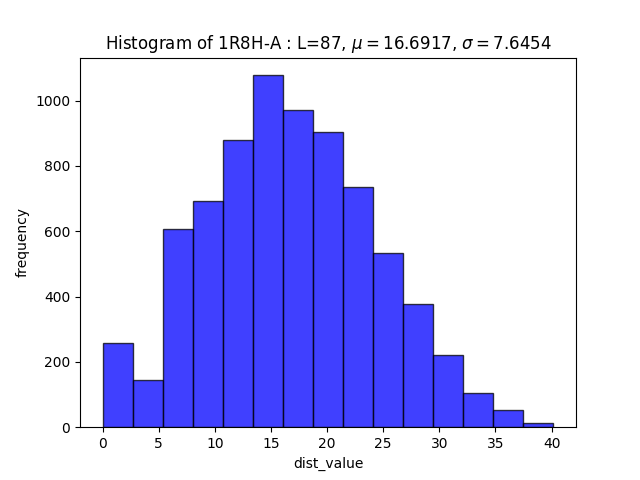 Histogram of 1R8H-A : L=87, μ = 16.6917, σ = 7.6454
1000
800
600
400
200
0
frequency
0 5 10 15 20 25 30 35 40
dist_value